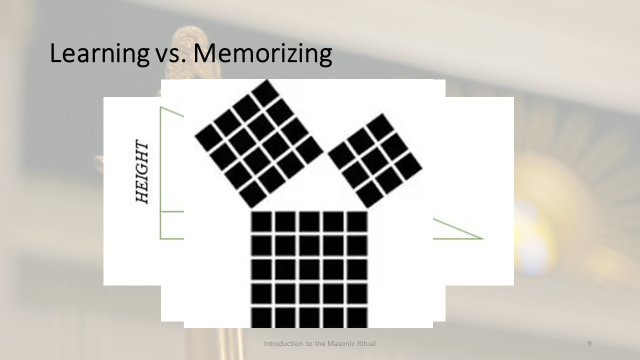 Learning vs. Memorizing
HEIGHT
Introduction to the Masonic Ritual
9